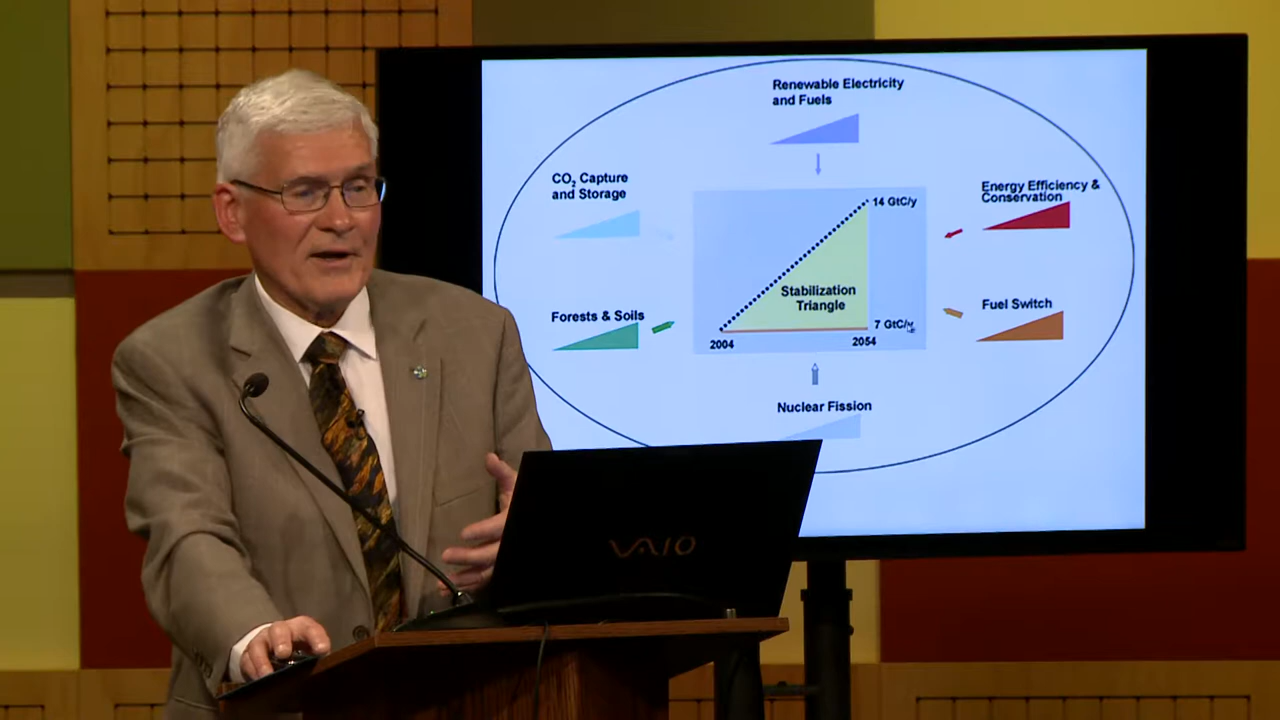 Renewable Electricity
and Fuels
CO2 Capture
and Storage
Energy Efficiency &
Conservation
14 GtC/y
Stabilization
Triangle
Forests & Soils
Fuel Switch
7 GtC/y
2004
2054
Nuclear Fission
VAIO